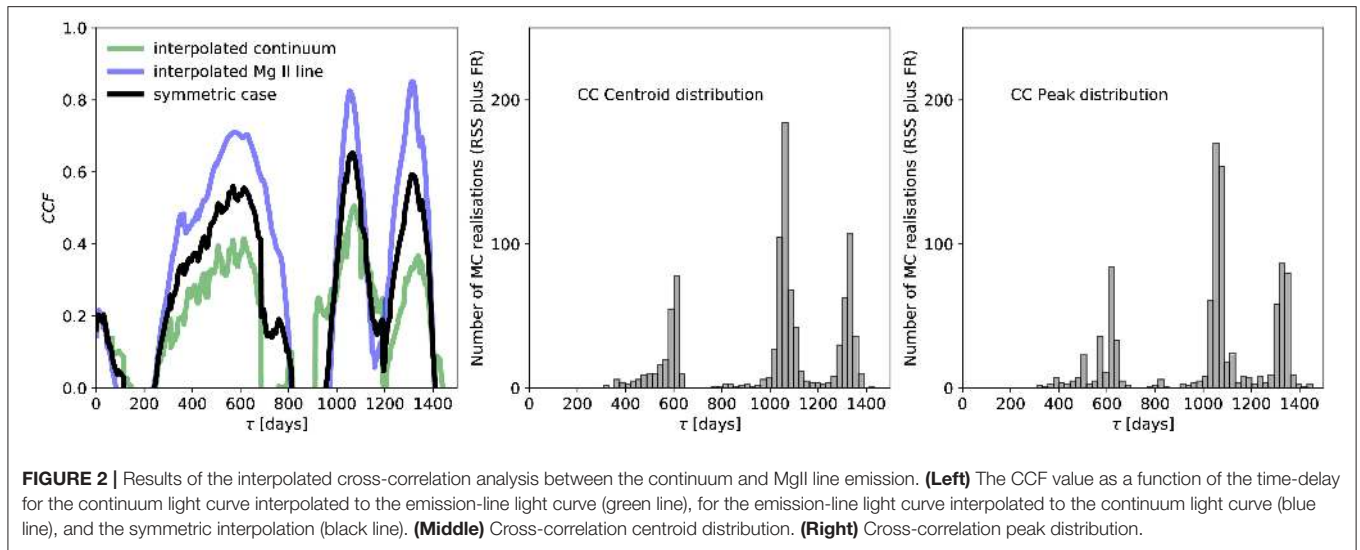 1.0
0.8
0.6
0.4
0.2
0.0
CCF
interpolated continuum
interpolated Mg II line
symmetric case
0 200 400 600 800 1000 1200 1400
τ [days]
Number of MC realisations (RSS plus FR)
200
100
0
CC Centroid distribution
0 200 400 600 800 1000 1200 1400
τ [days]
Number of MC realisations (RSS plus FR)
200
100
0
CC Peak distribution
0 200 400 600 800 1000 1200 1400
τ [days]
FIGURE 2 | Results of the interpolated cross-correlation analysis between the continuum and MgII line emission. (Left) The CCF value as a function of the time-delay
for the continuum light curve interpolated to the emission-line light curve (green line), for the emission-line light curve interpolated to the continuum light curve (blue
line), and the symmetric interpolation (black line). (Middle) Cross-correlation centroid distribution. (Right) Cross-correlation peak distribution.